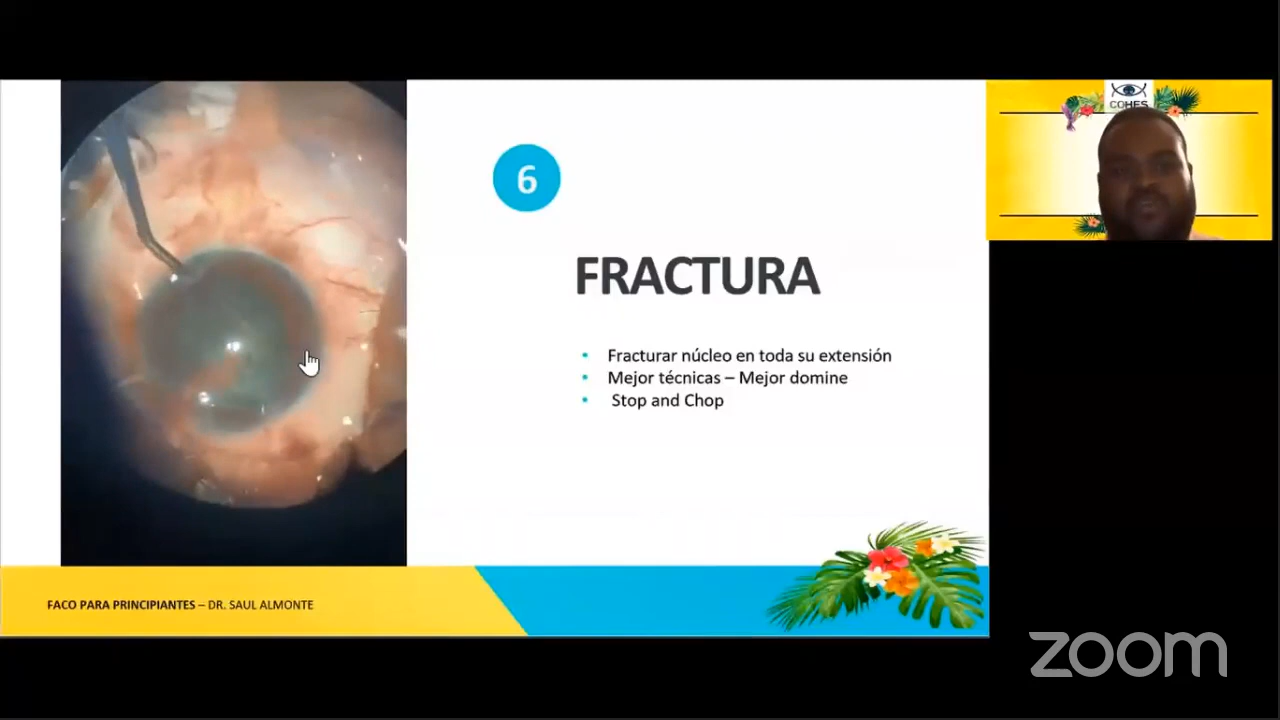 COHES
6
FRACTURA
• Fracturar núcleo en toda su extensión
• Mejor técnicas – Mejor domine
• Stop and Chop
FACO PARA PRINCIPIANTES – DR. SAUL ALMONTE
zoom